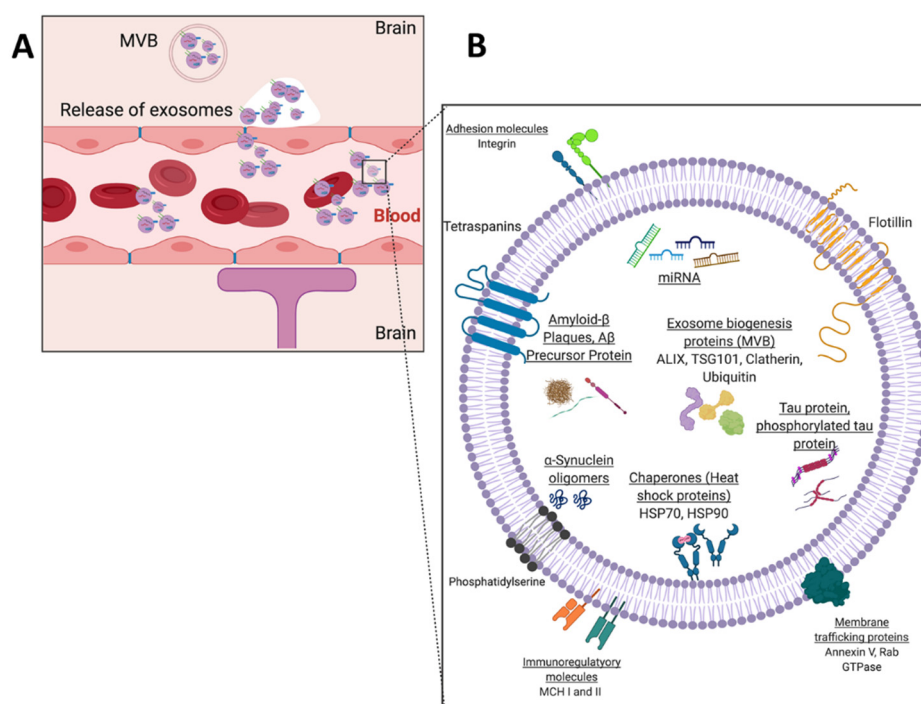 A
Brain
MVB
Release of exosomes
Blood
Brain
B
Adhesion molecules
Integrin
Tetraspanins
Flotillin
miRNA
Amyloid-β
Plaques, Aβ
Precursor Protein
Exosome biogenesis
proteins (MVB)
ALIX, TSG101, Clatherin,
Ubiquitin
Tau protein,
phosphorylated tau
protein
α-Synuclein
oligomers
Chaperones (Heat
shock proteins)
HSP70, HSP90
Phosphatidylserine
Immunoregulatyory
molecules
MCH I and II
Membrane
trafficking proteins
Annexin V, Rab
GTPase